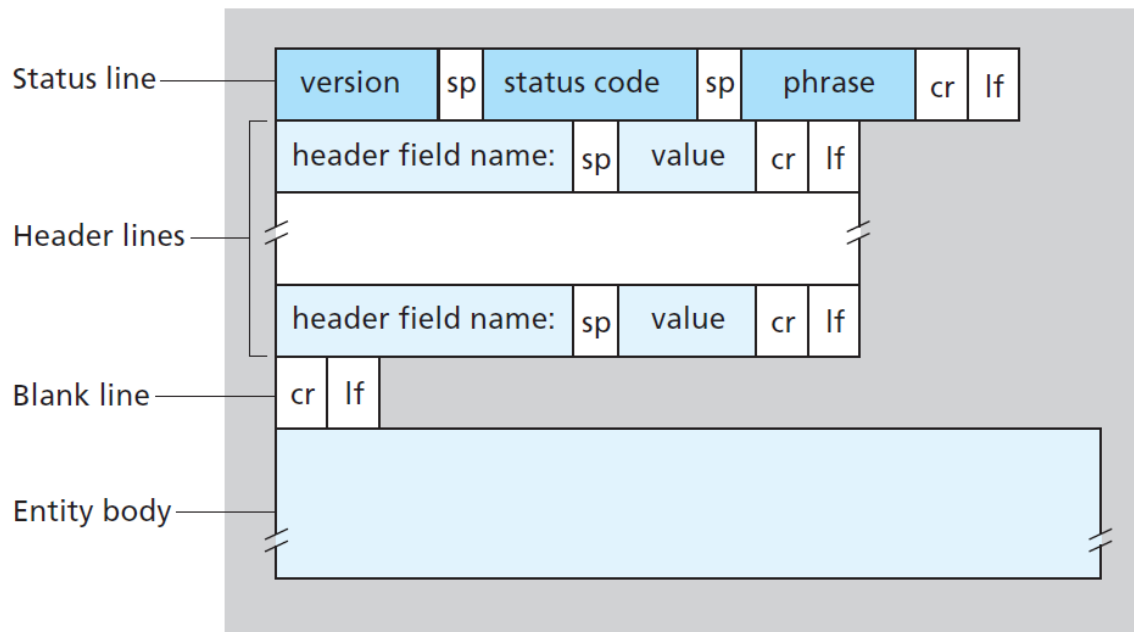 Status line version sp status code sp phrase cr lf
header field name: sp value cr lf
Header lines
header field name: sp value cr lf
Blank line cr lf
Entity body